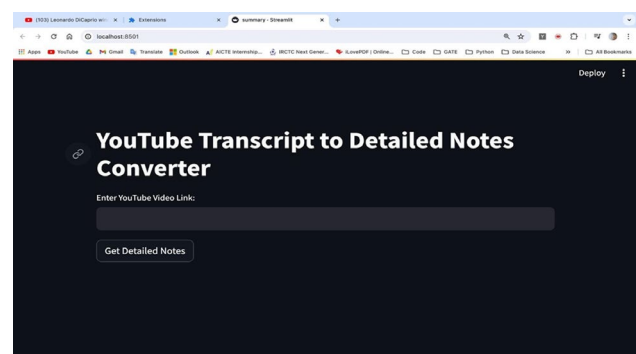 (103) Leonardo DiCaprio win
Extensions
summary - Streamlit
localhost:8501
Apps YouTube Gmail Translate Outlook AICTE Internship... IRCTC Next Gener... iLovePDF | Online... Code GATE Python Data Science » All Bookmarks
Deploy
YouTube Transcript to Detailed Notes
Converter
Enter YouTube Video Link:
Get Detailed Notes